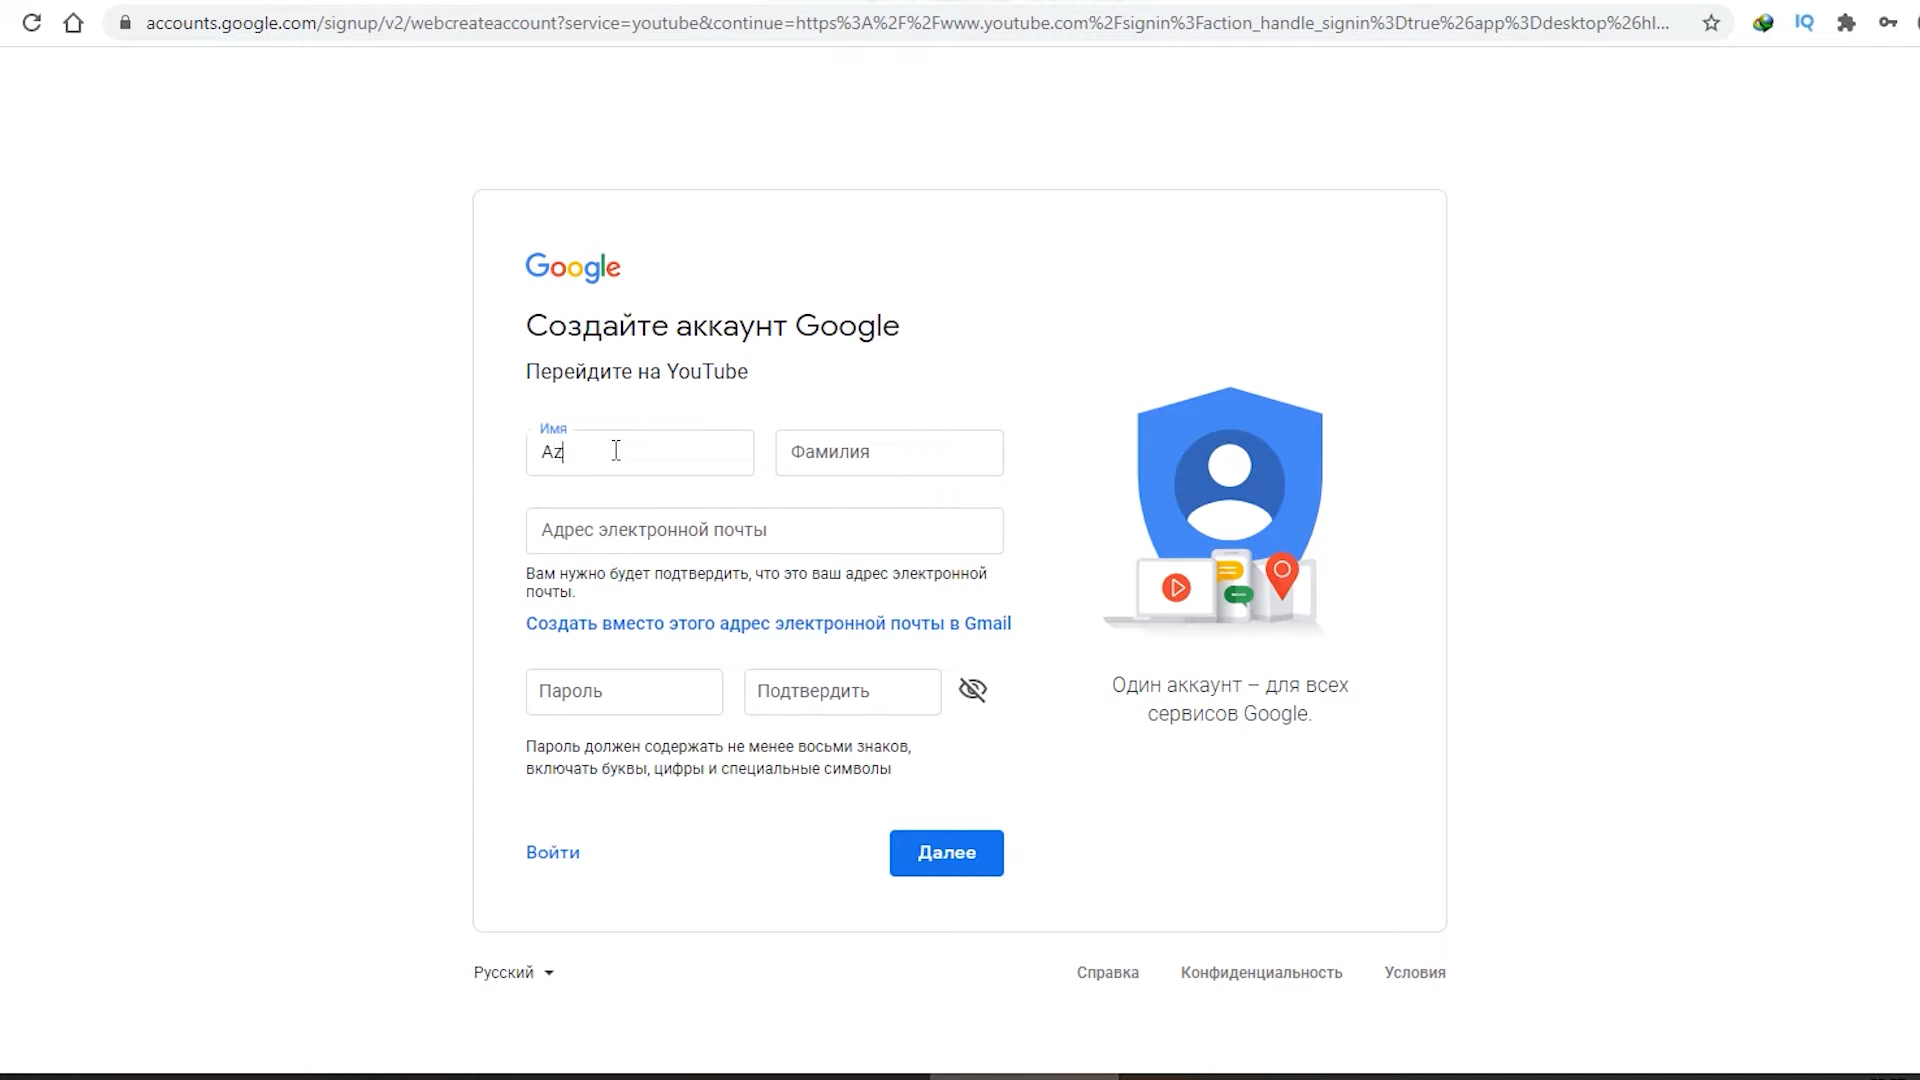 accounts.google.com/signup/v2/webcreateaccount?service=youtube&continue=https%3A%2F%2Fwww.youtube.com%2Fsignin%3Faction_handle_signin%3Dtrue%26app%3Ddesktop%26hl...
IQ
Google
Создайте аккаунт Google
Перейдите на YouTube
Имя
Az
Фамилия
Адрес электронной почты
Вам нужно будет подтвердить, что это ваш адрес электронной
почты.
Создать вместо этого адрес электронной почты в Gmail
Пароль
Подтвердить
Пароль должен содержать не менее восьми знаков,
включать буквы, цифры и специальные символы
Войти
Далее
Один аккаунт – для всех
сервисов Google.
Русский
Справка
Конфиденциальность
Условия